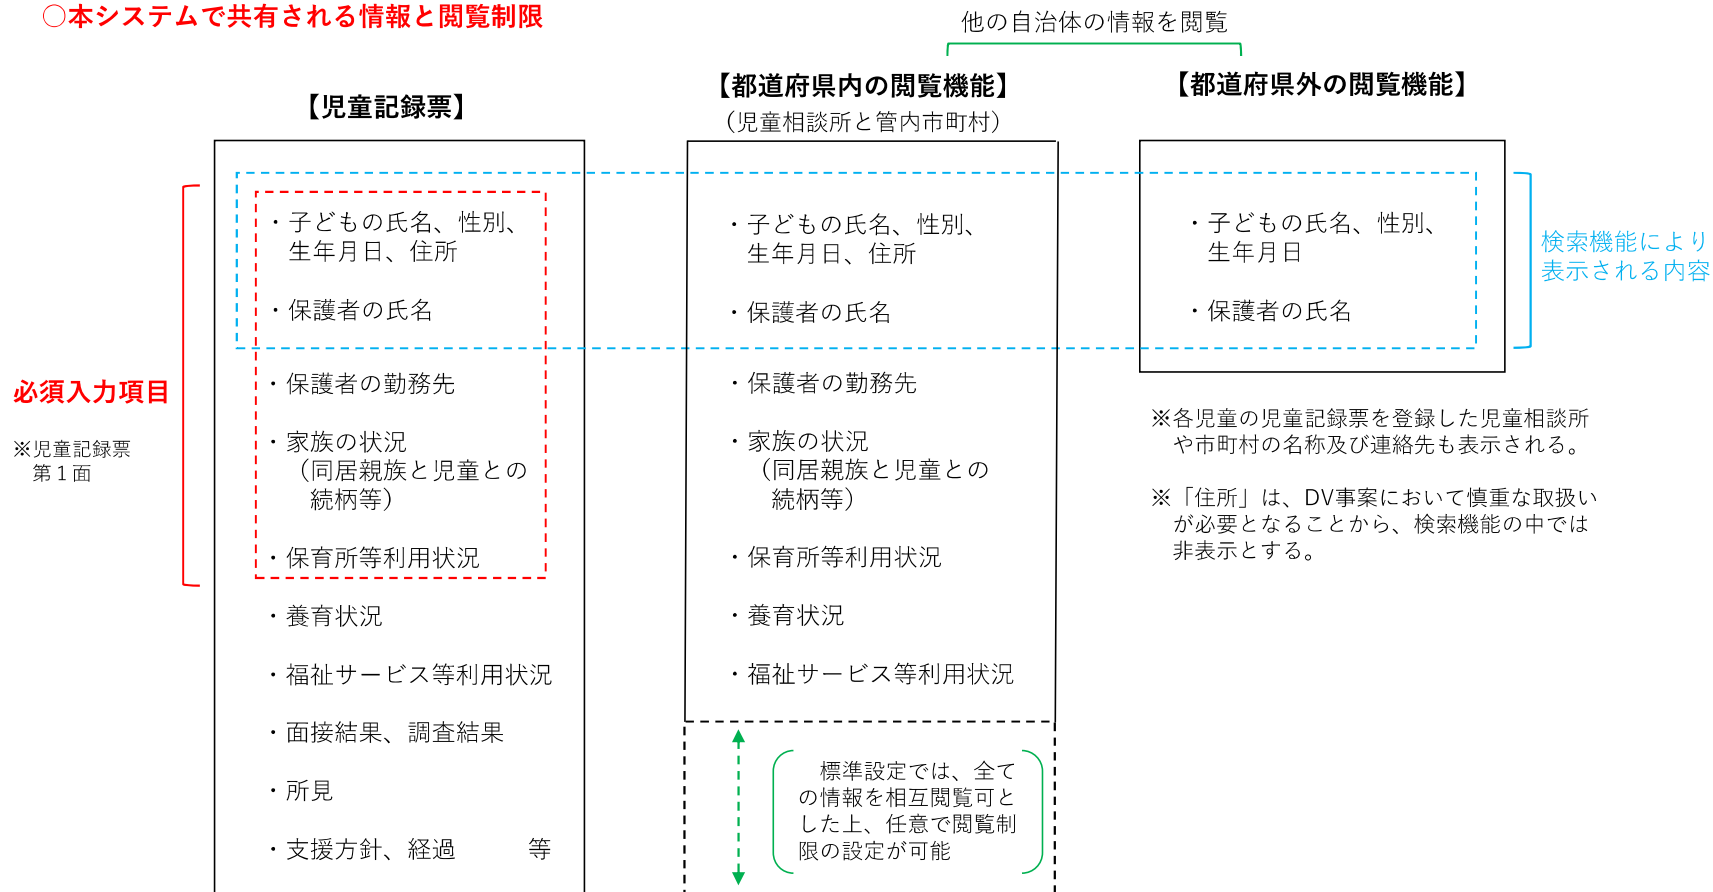 ○本システムで共有される情報と閲覧制限
他の自治体の情報を閲覧
【児童記録票】
【都道府県内の閲覧機能】
（児童相談所と管内市町村）
【都道府県外の閲覧機能】
必須入力項目
※児童記録票
第１面
・子どもの氏名、性別、
生年月日、住所
・保護者の氏名
・保護者の勤務先
・家族の状況
（同居親族と児童との
続柄等）
・保育所等利用状況
・養育状況
・福祉サービス等利用状況
・面接結果、調査結果
・所見
・支援方針、経過　　　等
・子どもの氏名、性別、
生年月日、住所
・保護者の氏名
・保護者の勤務先
・家族の状況
（同居親族と児童との
続柄等）
・保育所等利用状況
・養育状況
・福祉サービス等利用状況
標準設定では、全て
の情報を相互閲覧可と
した上、任意で閲覧制
限の設定が可能
・子どもの氏名、性別、
生年月日
・保護者の氏名
検索機能により
表示される内容
※各児童の児童記録票を登録した児童相談所
や市町村の名称及び連絡先も表示される。
※「住所」は、DV事案において慎重な取扱い
が必要となることから、検索機能の中では
非表示とする。